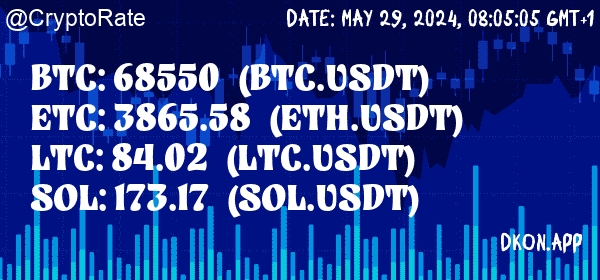 @CryptoRate
DATE: MAY 29, 2024, 08:05:05 GMT+1
BTC: 68550 (BTC.USDT)
ETC: 3865.58 (ETH.USDT)
LTC: 84.02 (LTC.USDT)
SOL: 173.17 (SOL.USDT)
DKON.APP